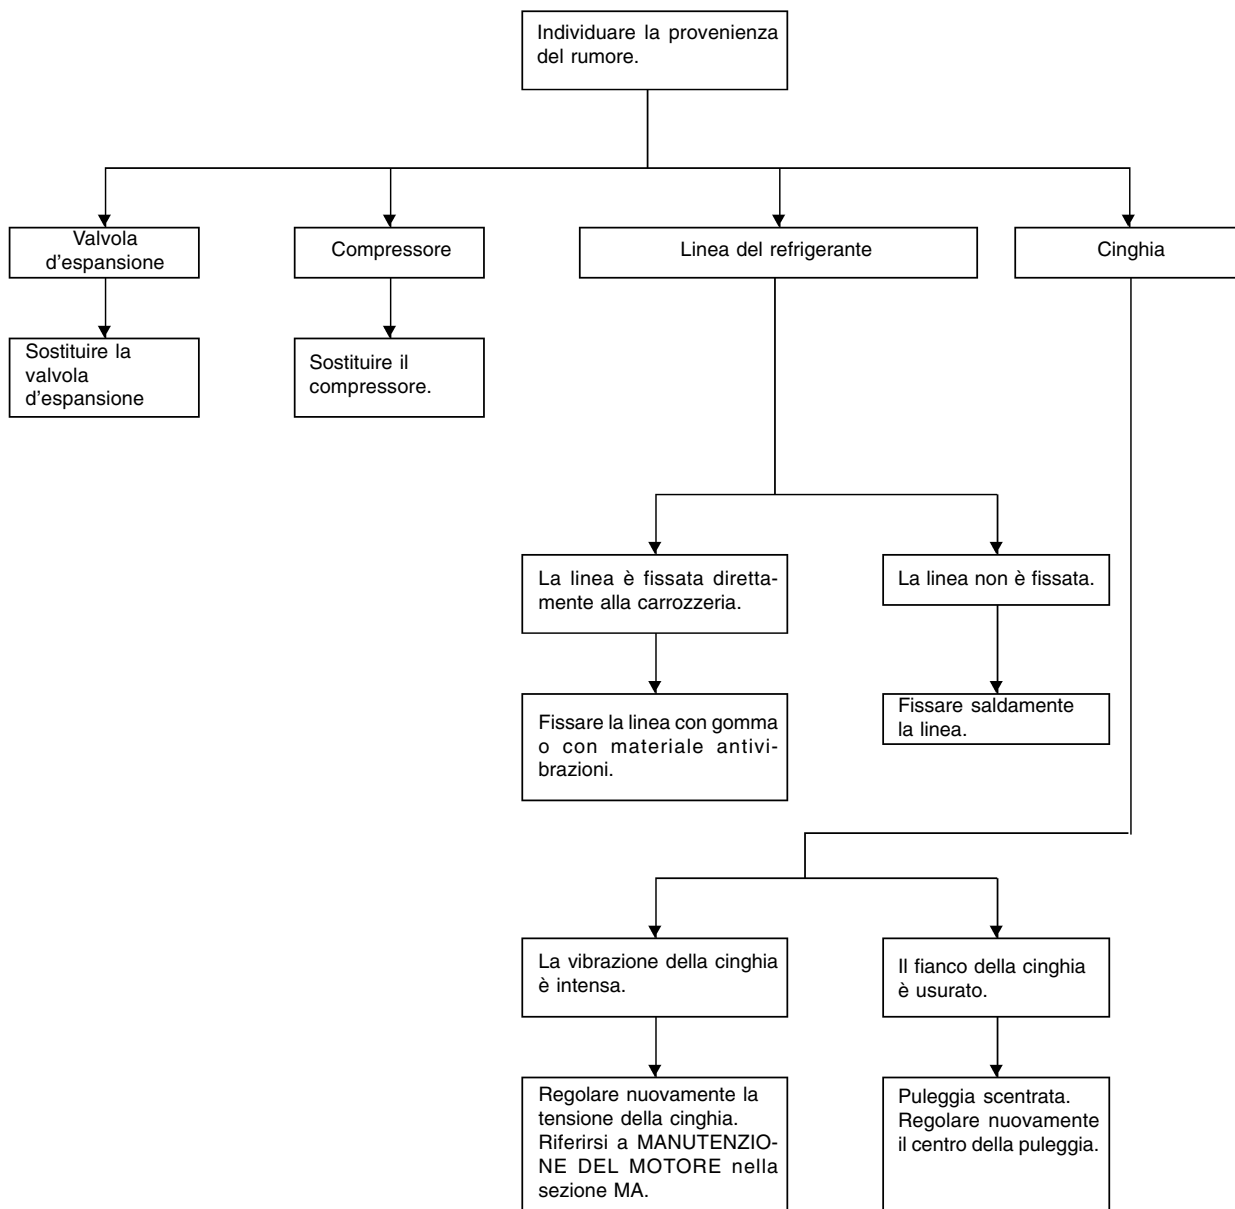 Individuare la provenienza
del rumore.
Valvola
d'espansione
Compressore
Linea del refrigerante
Cinghia
Sostituire la
valvola
d'espansione
Sostituire il
compressore.
La linea è fissata diretta-
mente alla carrozzeria.
La linea non è fissata.
Fissare la linea con gomma
o con materiale antivi-
brazioni.
Fissare saldamente
la linea.
La vibrazione della cinghia
è intensa.
Il fianco della cinghia
è usurato.
Regolare nuovamente la
tensione della cinghia.
Riferirsi a MANUTENZIO-
NE DEL MOTORE nella
sezione MA.
Puleggia scentrata.
Regolare nuovamente
il centro della puleggia.